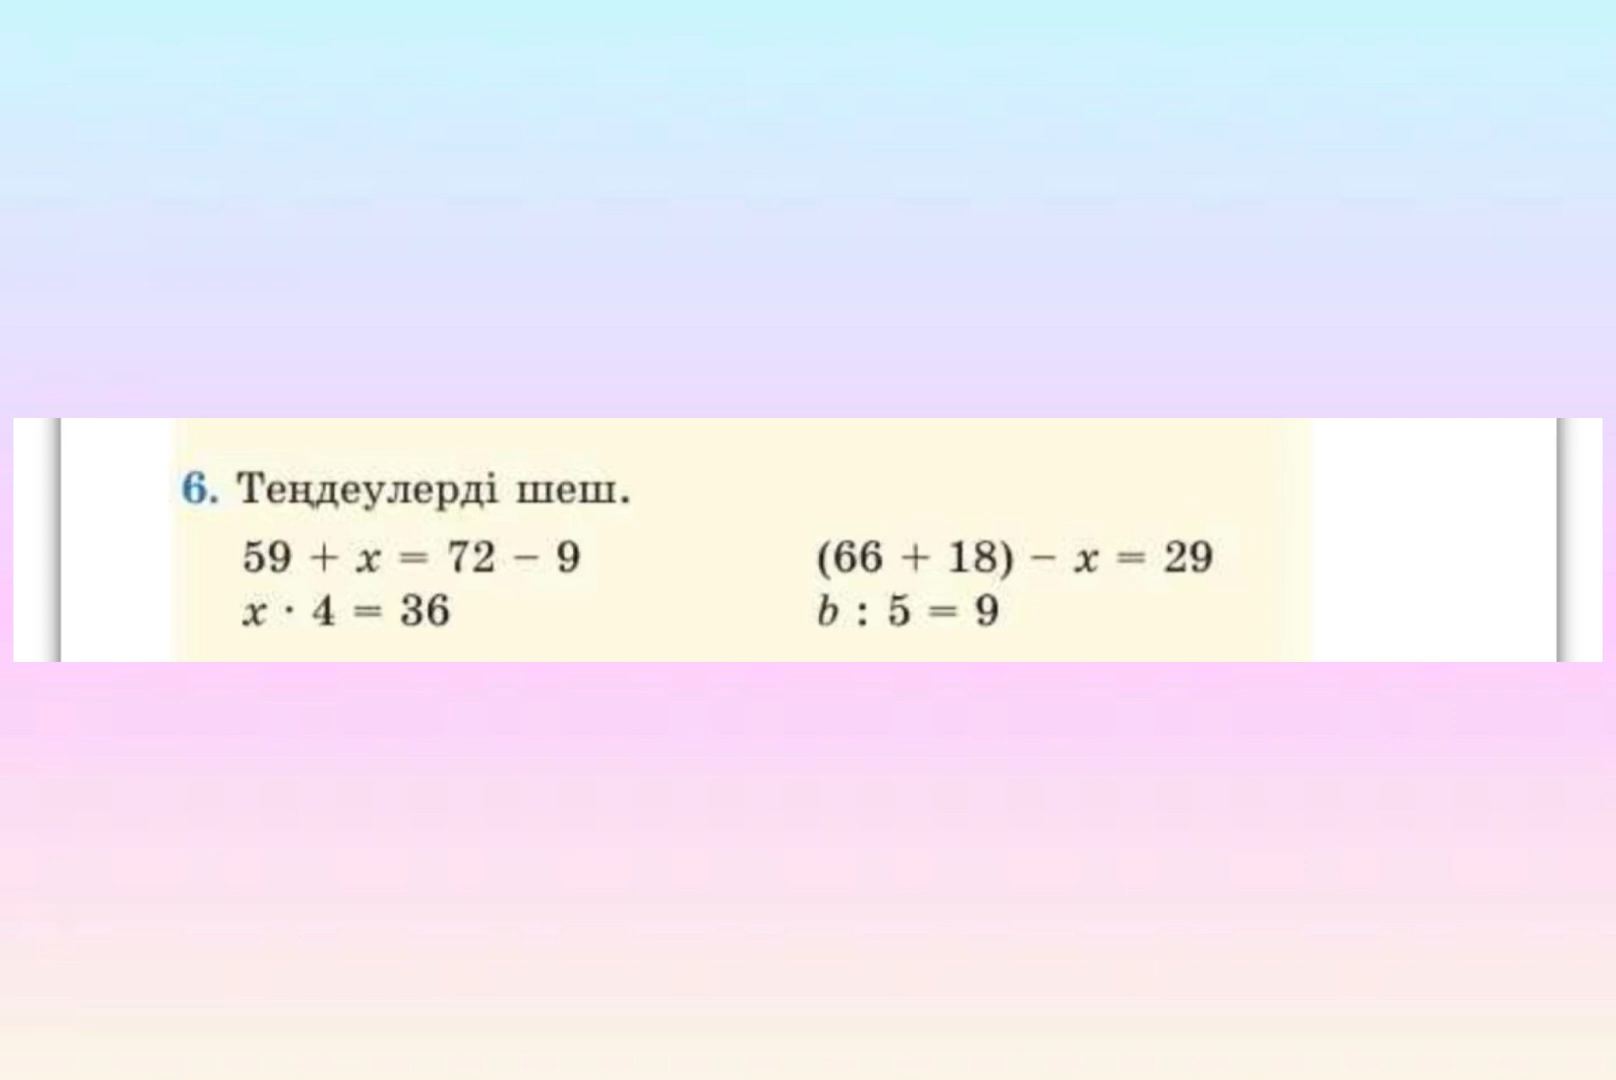 6. Теңдеулерді шеш.
59 + x = 72 – 9 (66 + 18) – x = 29
x · 4 = 36 b : 5 = 9